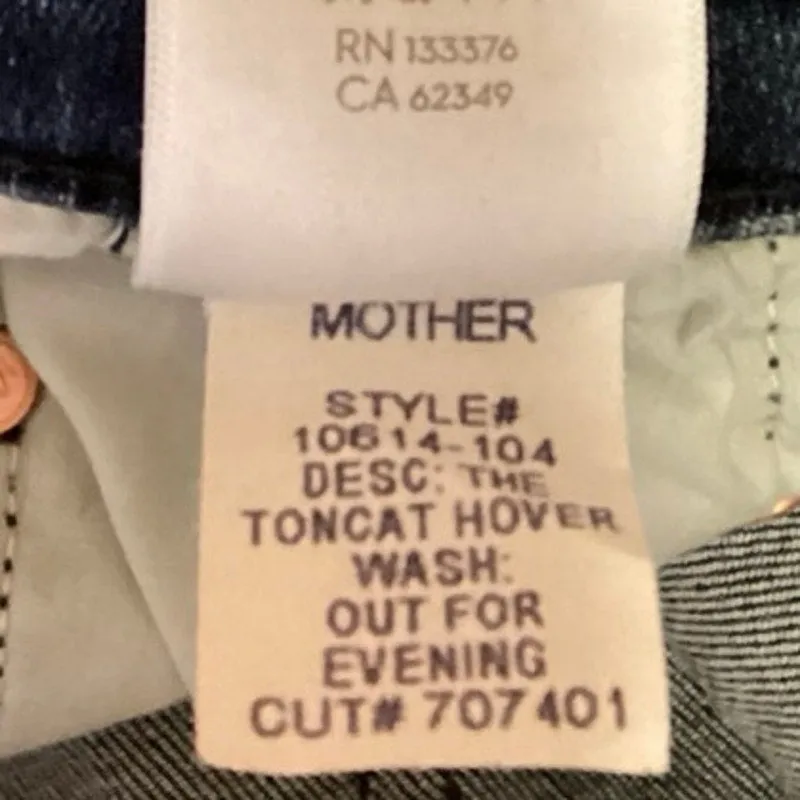 RN 133376
CA 62349
MOTHER
STYLE#
10614-104
DESC: THE
TONCAT HOVER
WASH:
OUT FOR
EVENING
CUT# 707401